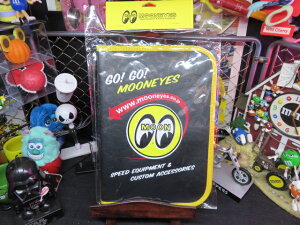 MOONEYES
GO! GO!
MOONEYES
www.mooneyes.co.jp
MOON
SPEED EQUIPMENT &
CUSTOM ACCESSORIES